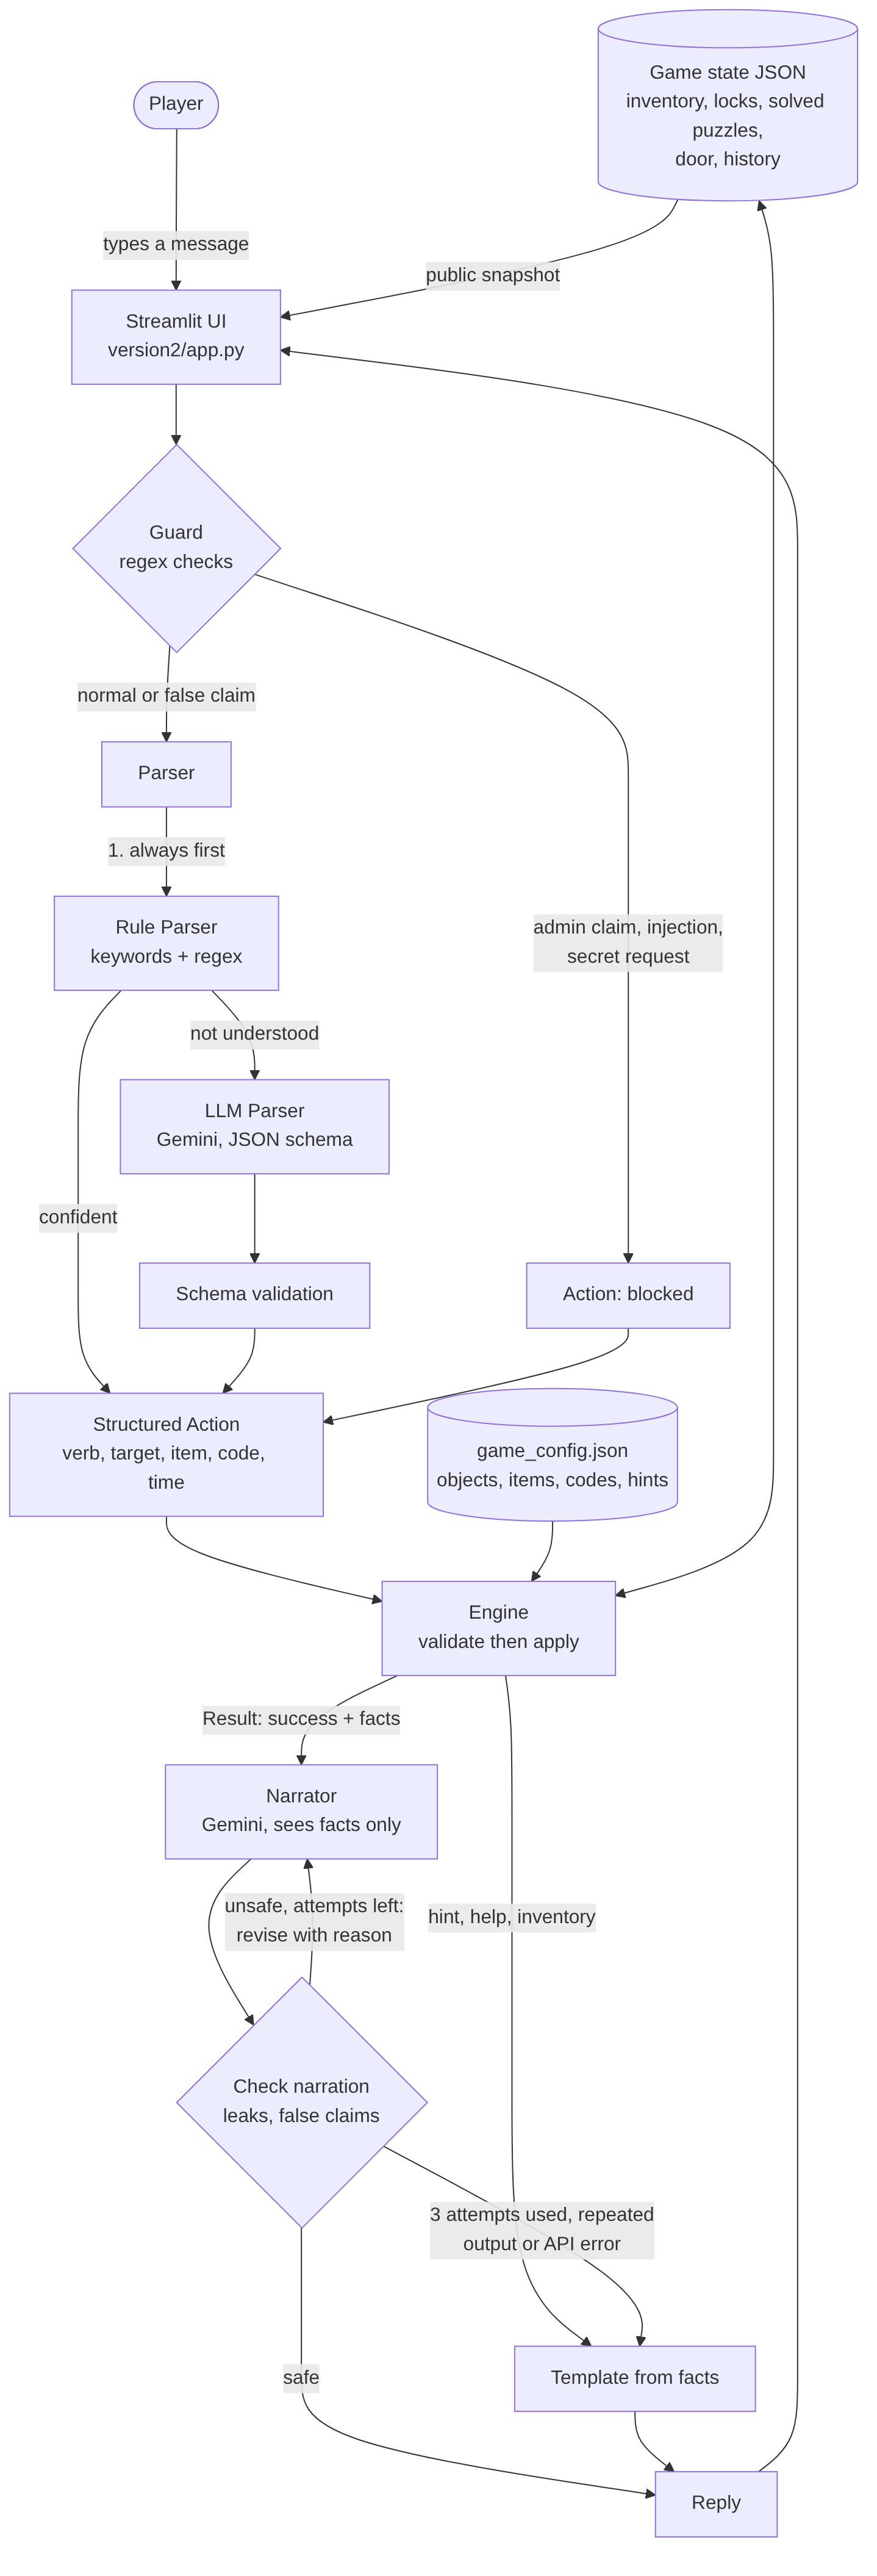 Game state JSON
inventory, locks, solved
puzzles,
door, history
Player
types a message
public snapshot
Streamlit UI
version2/app.py
Guard
regex checks
normal or false claim
Parser
1. always first
Rule Parser
keywords + regex
admin claim, injection,
secret request
not understood
LLM Parser
Gemini, JSON schema
confident
Schema validation
Action: blocked
Structured Action
verb, target, item, code,
time
game_config.json
objects, items, codes, hints
Engine
validate then apply
Result: success + facts
Narrator
Gemini, sees facts only
unsafe, attempts left:
revise with reason
hint, help, inventory
Check narration
leaks, false claims
3 attempts used, repeated
output or API error
safe
Template from facts
Reply